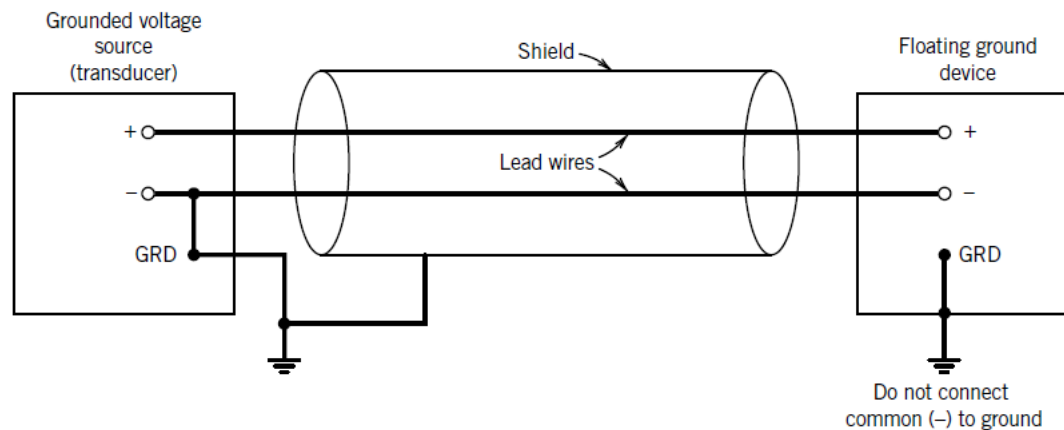 Grounded voltage
source
(transducer)
Shield
Floating ground
device
+
+
Lead wires
–
–
GRD
GRD
Do not connect
common (–) to ground